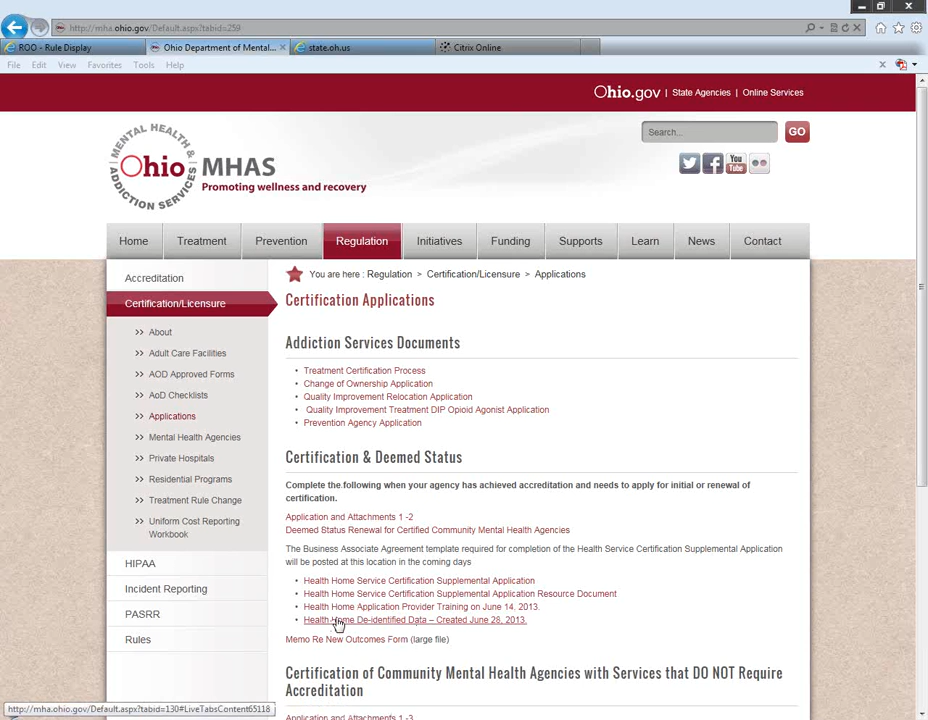 http://mha.ohio.gov/Default.aspx?tabid=259
ROO - Rule Display
Ohio Department of Mental...
state.oh.us
Citrix Online
File Edit View Favorites Tools Help
Ohio.gov | State Agencies | Online Services
MENTAL HEALTH & ADDICTION SERVICES
Ohio MHAS
Promoting wellness and recovery
Search...
GO
You Tube
Home Treatment Prevention Regulation Initiatives Funding Supports Learn News Contact
Accreditation
Certification/Licensure
>> About
>> Adult Care Facilities
>> AOD Approved Forms
>> AoD Checklists
>> Applications
>> Mental Health Agencies
>> Private Hospitals
>> Residential Programs
>> Treatment Rule Change
>> Uniform Cost Reporting
Workbook
HIPAA
Incident Reporting
PASRR
Rules
You are here : Regulation > Certification/Licensure > Applications
Certification Applications
Addiction Services Documents
• Treatment Certification Process
• Change of Ownership Application
• Quality Improvement Relocation Application
• Quality Improvement Treatment DIP Opioid Agonist Application
• Prevention Agency Application
Certification & Deemed Status
Complete the following when your agency has achieved accreditation and needs to apply for initial or renewal of
certification.
Application and Attachments 1 -2
Deemed Status Renewal for Certified Community Mental Health Agencies
The Business Associate Agreement template required for completion of the Health Service Certification Supplemental Application
will be posted at this location in the coming days
• Health Home Service Certification Supplemental Application
• Health Home Service Certification Supplemental Application Resource Document
• Health Home Application Provider Training on June 14, 2013.
• Health Home De-identified Data – Created June 28, 2013.
Memo Re New Outcomes Form (large file)
Certification of Community Mental Health Agencies with Services that DO NOT Require
Accreditation
Application and Attachments 1 -3
http://mha.ohio.gov/Default.aspx?tabid=130#LiveTabsContent65118